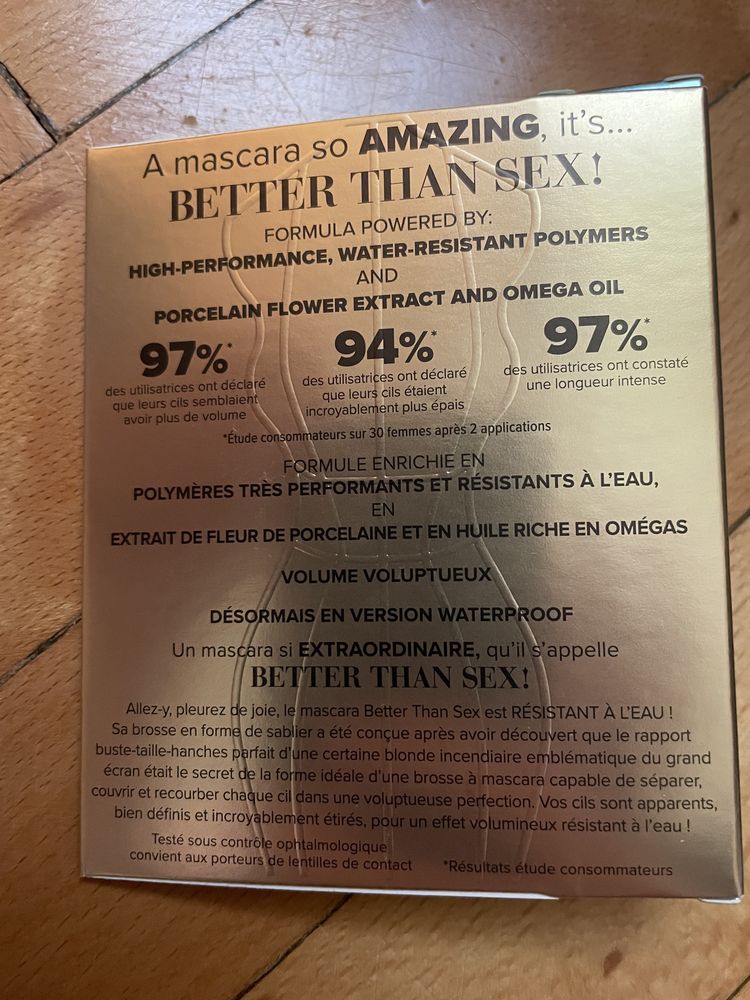 A mascara so AMAZING, it's...
BETTER THAN SEX!
FORMULA POWERED BY:
HIGH-PERFORMANCE, WATER-RESISTANT POLYMERS
AND
PORCELAIN FLOWER EXTRACT AND OMEGA OIL
97%*
des utilisatrices ont déclaré
que leurs cils semblaient
avoir plus de volume
94%*
des utilisatrices ont déclaré
que leurs cils étaient
incroyablement plus épais
97%*
des utilisatrices ont constaté
une longueur intense
*Étude consommateurs sur 30 femmes après 2 applications
FORMULE ENRICHIE EN
POLYMÈRES TRÈS PERFORMANTS ET RÉSISTANTS À L'EAU,
EN
EXTRAIT DE FLEUR DE PORCELAINE ET EN HUILE RICHE EN OMÉGAS
VOLUME VOLUPTUEUX
DÉSORMAIS EN VERSION WATERPROOF
Un mascara si EXTRAORDINAIRE, qu'il s'appelle
BETTER THAN SEX!
Allez-y, pleurez de joie, le mascara Better Than Sex est RÉSISTANT À L'EAU !
Sa brosse en forme de sablier a été conçue après avoir découvert que le rapport
buste-taille-hanches parfait d'une certaine blonde incendiaire emblématique du grand
écran était le secret de la forme idéale d'une brosse à mascara capable de séparer,
couvrir et recourber chaque cil dans une voluptueuse perfection. Vos cils sont apparents,
bien définis et incroyablement étirés, pour un effet volumineux résistant à l'eau !
Testé sous contrôle ophtalmologique
convient aux porteurs de lentilles de contact
*Résultats étude consommateurs